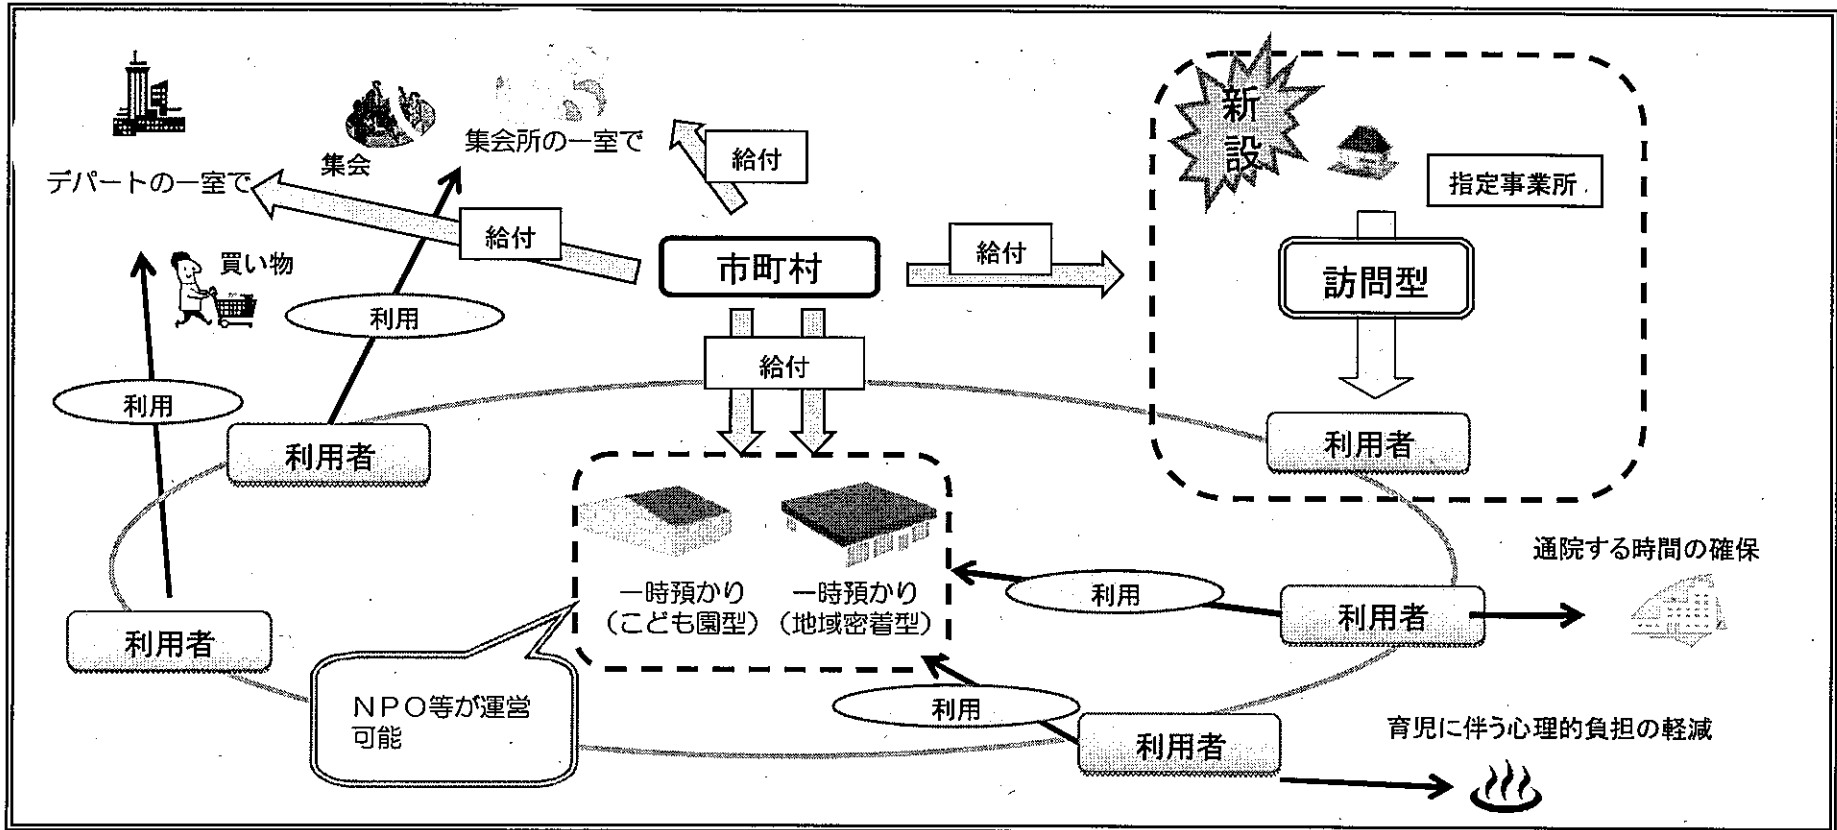 新
設
集会所の一室で
集会
デパートの一室で
給付
指定事業所
給付
給付
市町村
訪問型
買い物
利用
給付
利用
利用者
利用者
一時預かり
(こども園型)
一時預かり
(地域密着型)
利用
通院する時間の確保
利用者
利用者
NPO等が運営
可能
利用
利用者
育児に伴う心理的負担の軽減